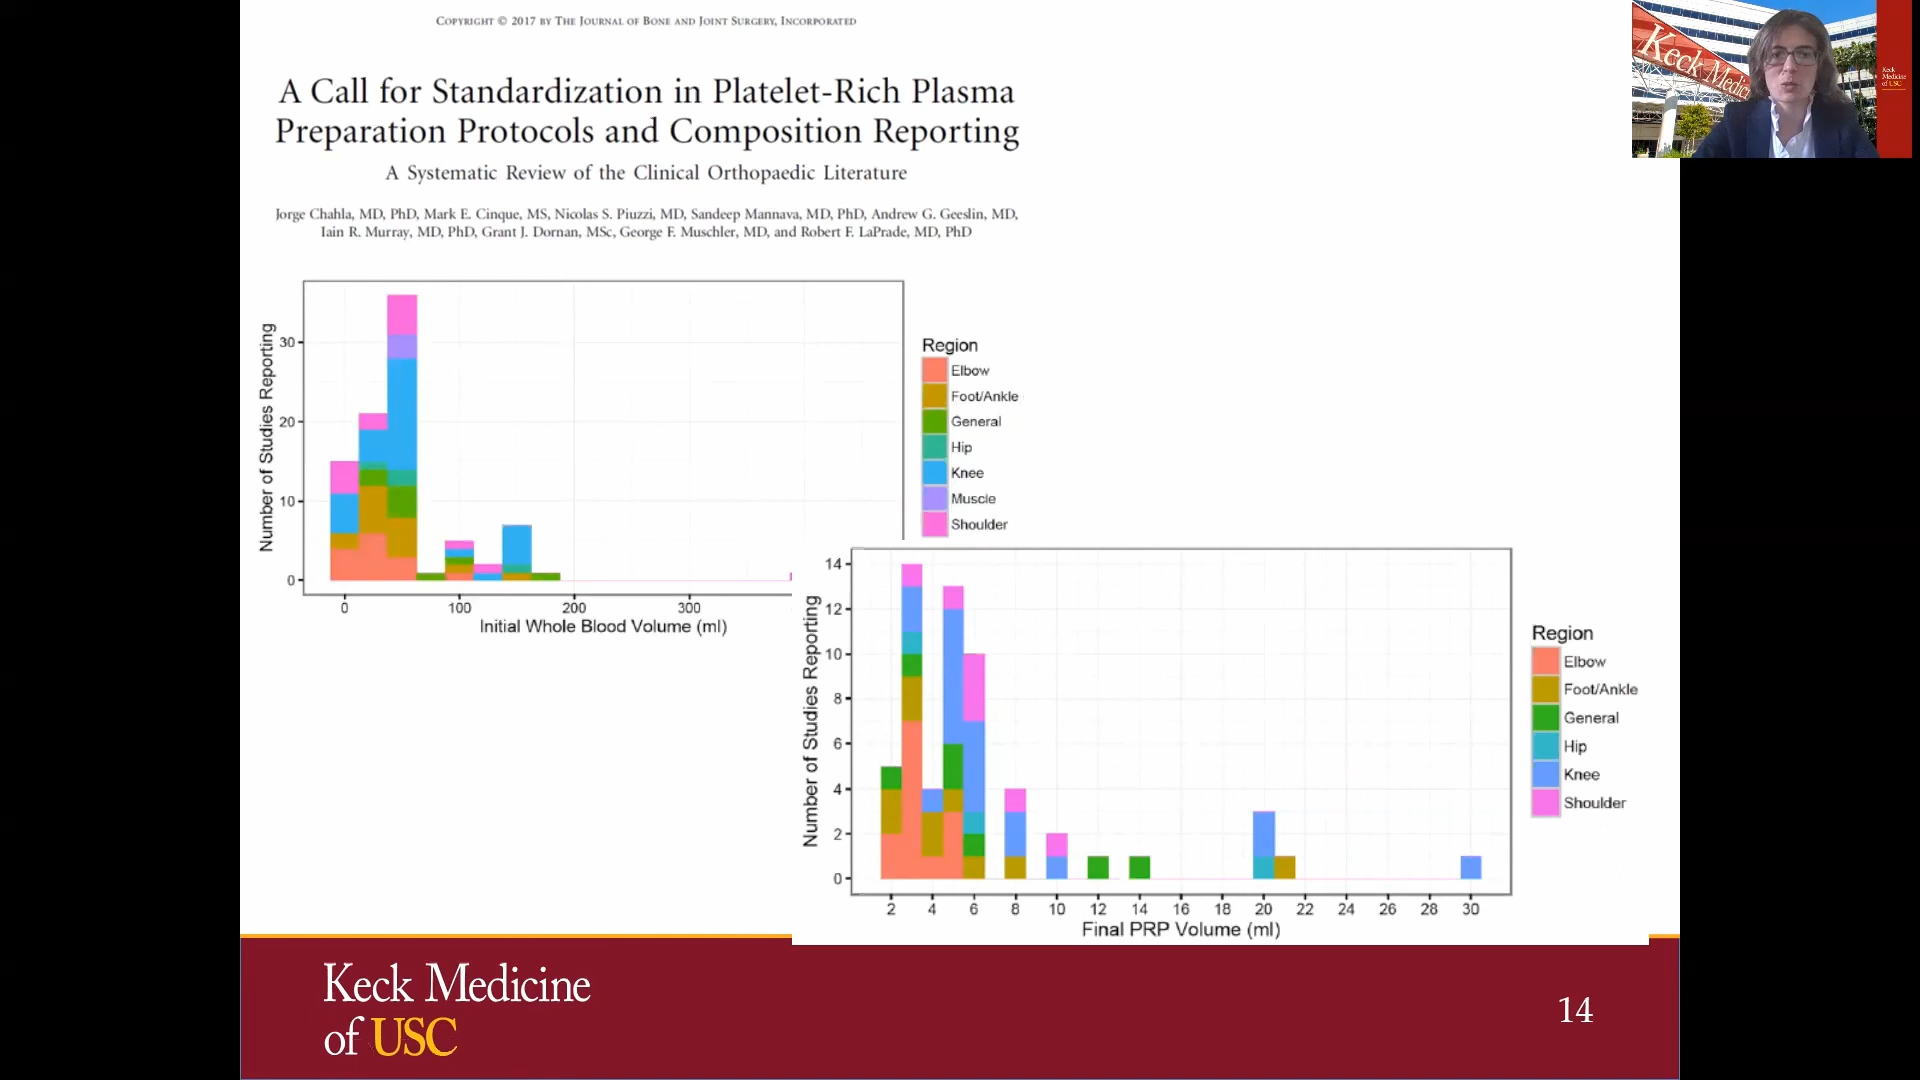 COPYRIGHT © 2017 BY THE JOURNAL OF BONE AND JOINT SURGERY, INCORPORATED
A Call for Standardization in Platelet-Rich Plasma
Preparation Protocols and Composition Reporting
A Systematic Review of the Clinical Orthopaedic Literature
Jorge Chahla, MD, PhD, Mark E. Cinque, MS, Nicolas S. Piuzzi, MD, Sandeep Mannava, MD, PhD, Andrew G. Geeslin, MD,
Iain R. Murray, MD, PhD, Grant J. Dornan, MSc, George F. Muschler, MD, and Robert F. LaPrade, MD, PhD
Keck Medici
Keck
Medicine
of USC
Number of Studies Reporting
30
20
10
0
0 100 200 300
Initial Whole Blood Volume (ml)
Region
Elbow
Foot/Ankle
General
Hip
Knee
Muscle
Shoulder
Number of Studies Reporting
14
12
10
8
6
4
2
0
2 4 6 8 10 12 14 16 18 20 22 24 26 28 30
Final PRP Volume (ml)
Region
Elbow
Foot/Ankle
General
Hip
Knee
Shoulder
Keck Medicine
of USC
14